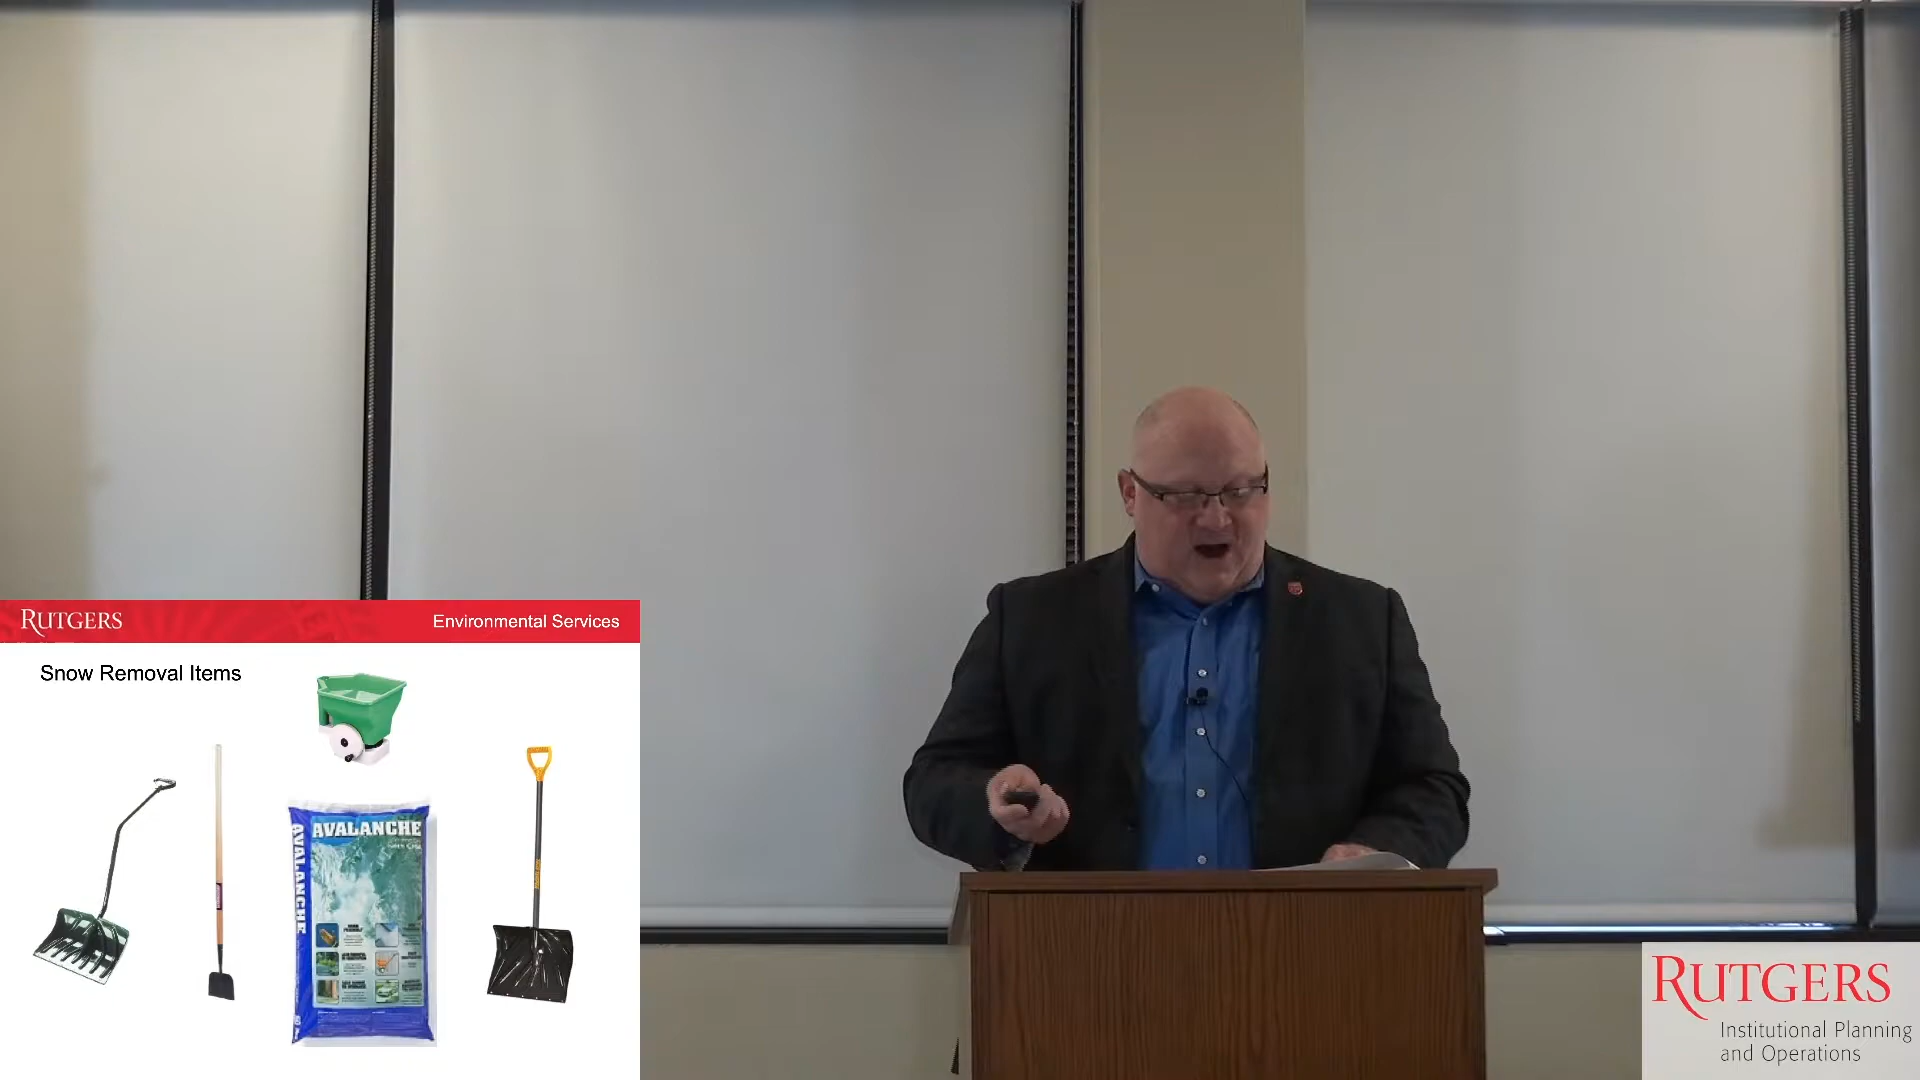 RUTGERS
Environmental Services
Snow Removal Items
AVALANCHE
AVALANCHE
RUTGERS
Institutional Planning
and Operations